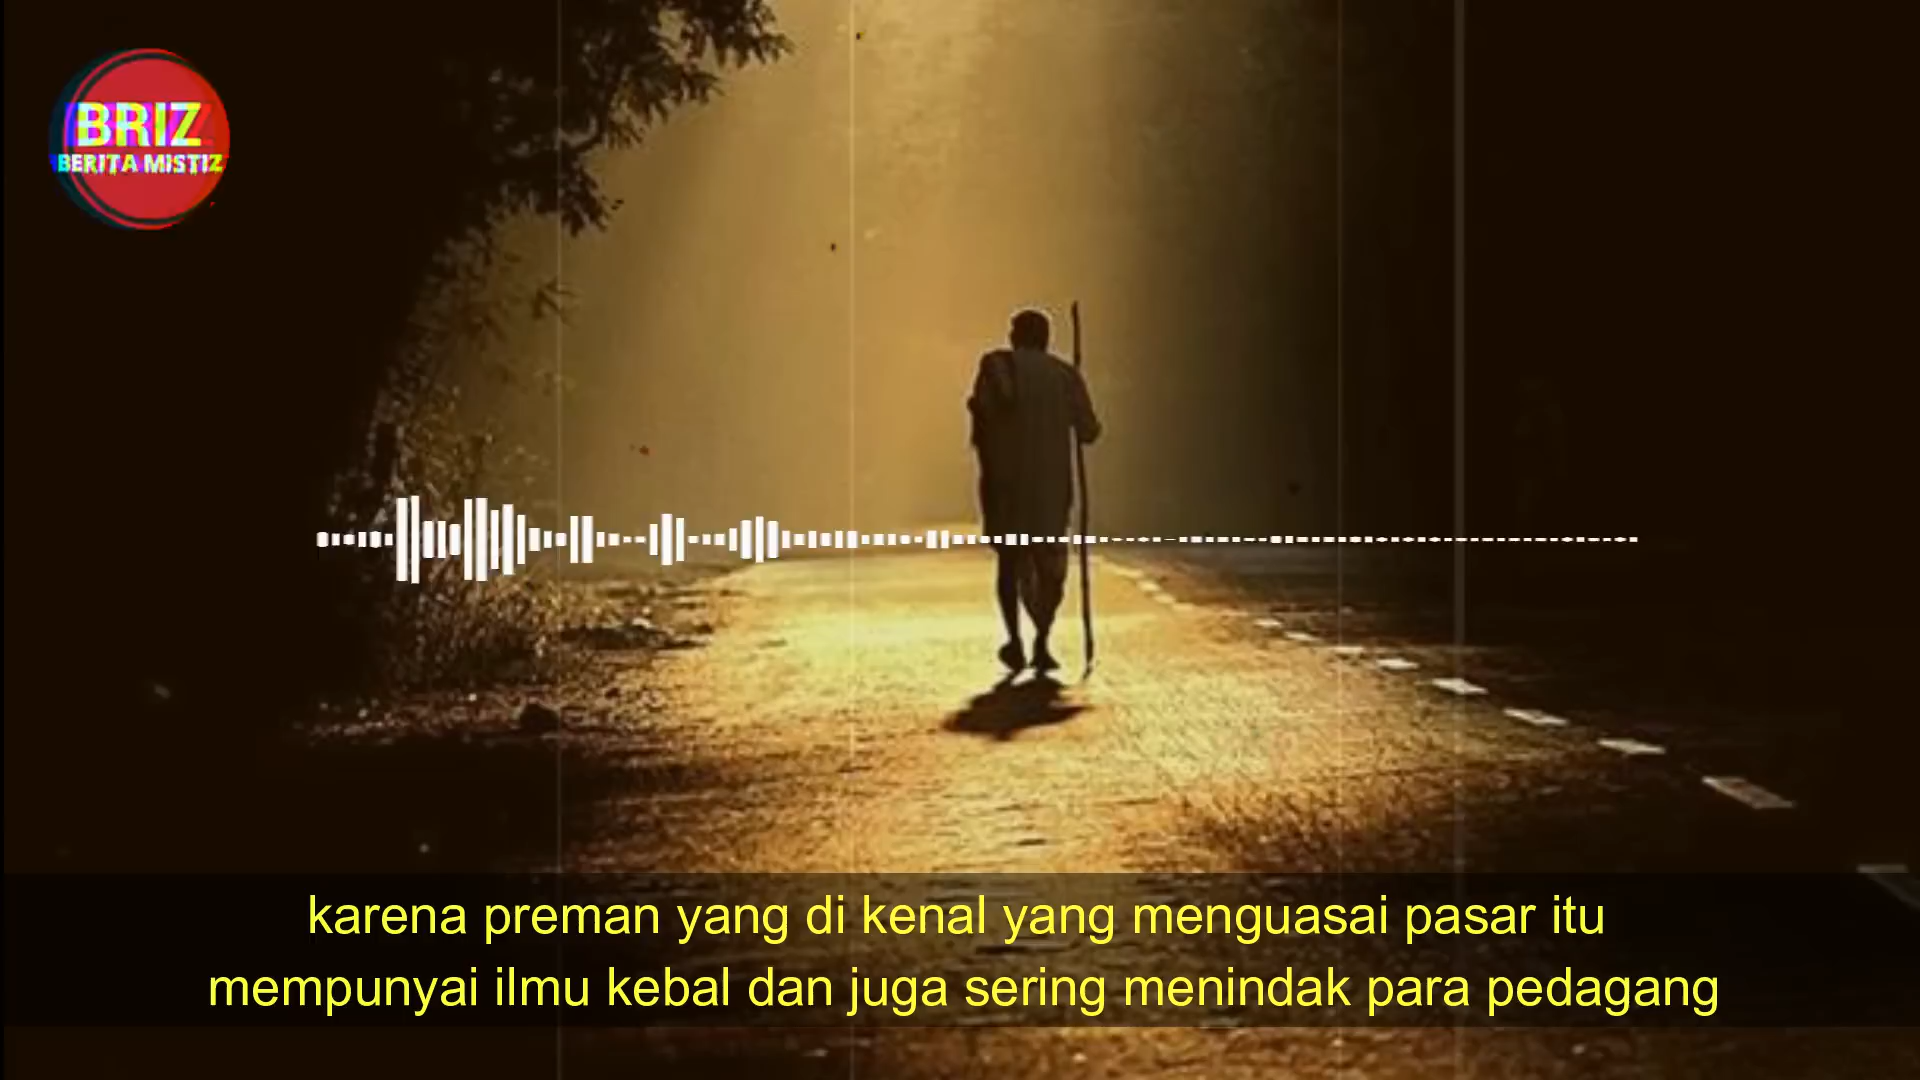 BRIZ
BERITA MISTIZ
karena preman yang di kenal yang menguasai pasar itu
mempunyai ilmu kebal dan juga sering menindak para pedagang